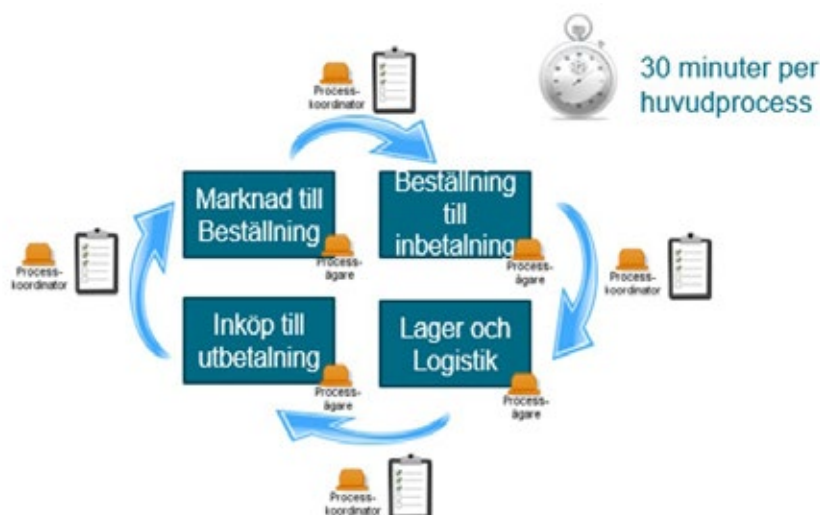 30 minuter per
huvudprocess
Process-
koordinator
Marknad till
Beställning
Process-
ägare
Beställning
till
inbetalning
Process-
ägare
Process-
koordinator
Process-
koordinator
Inköp till
utbetalning
Process-
ägare
Lager och
Logistik
Process-
ägare
Process-
koordinator